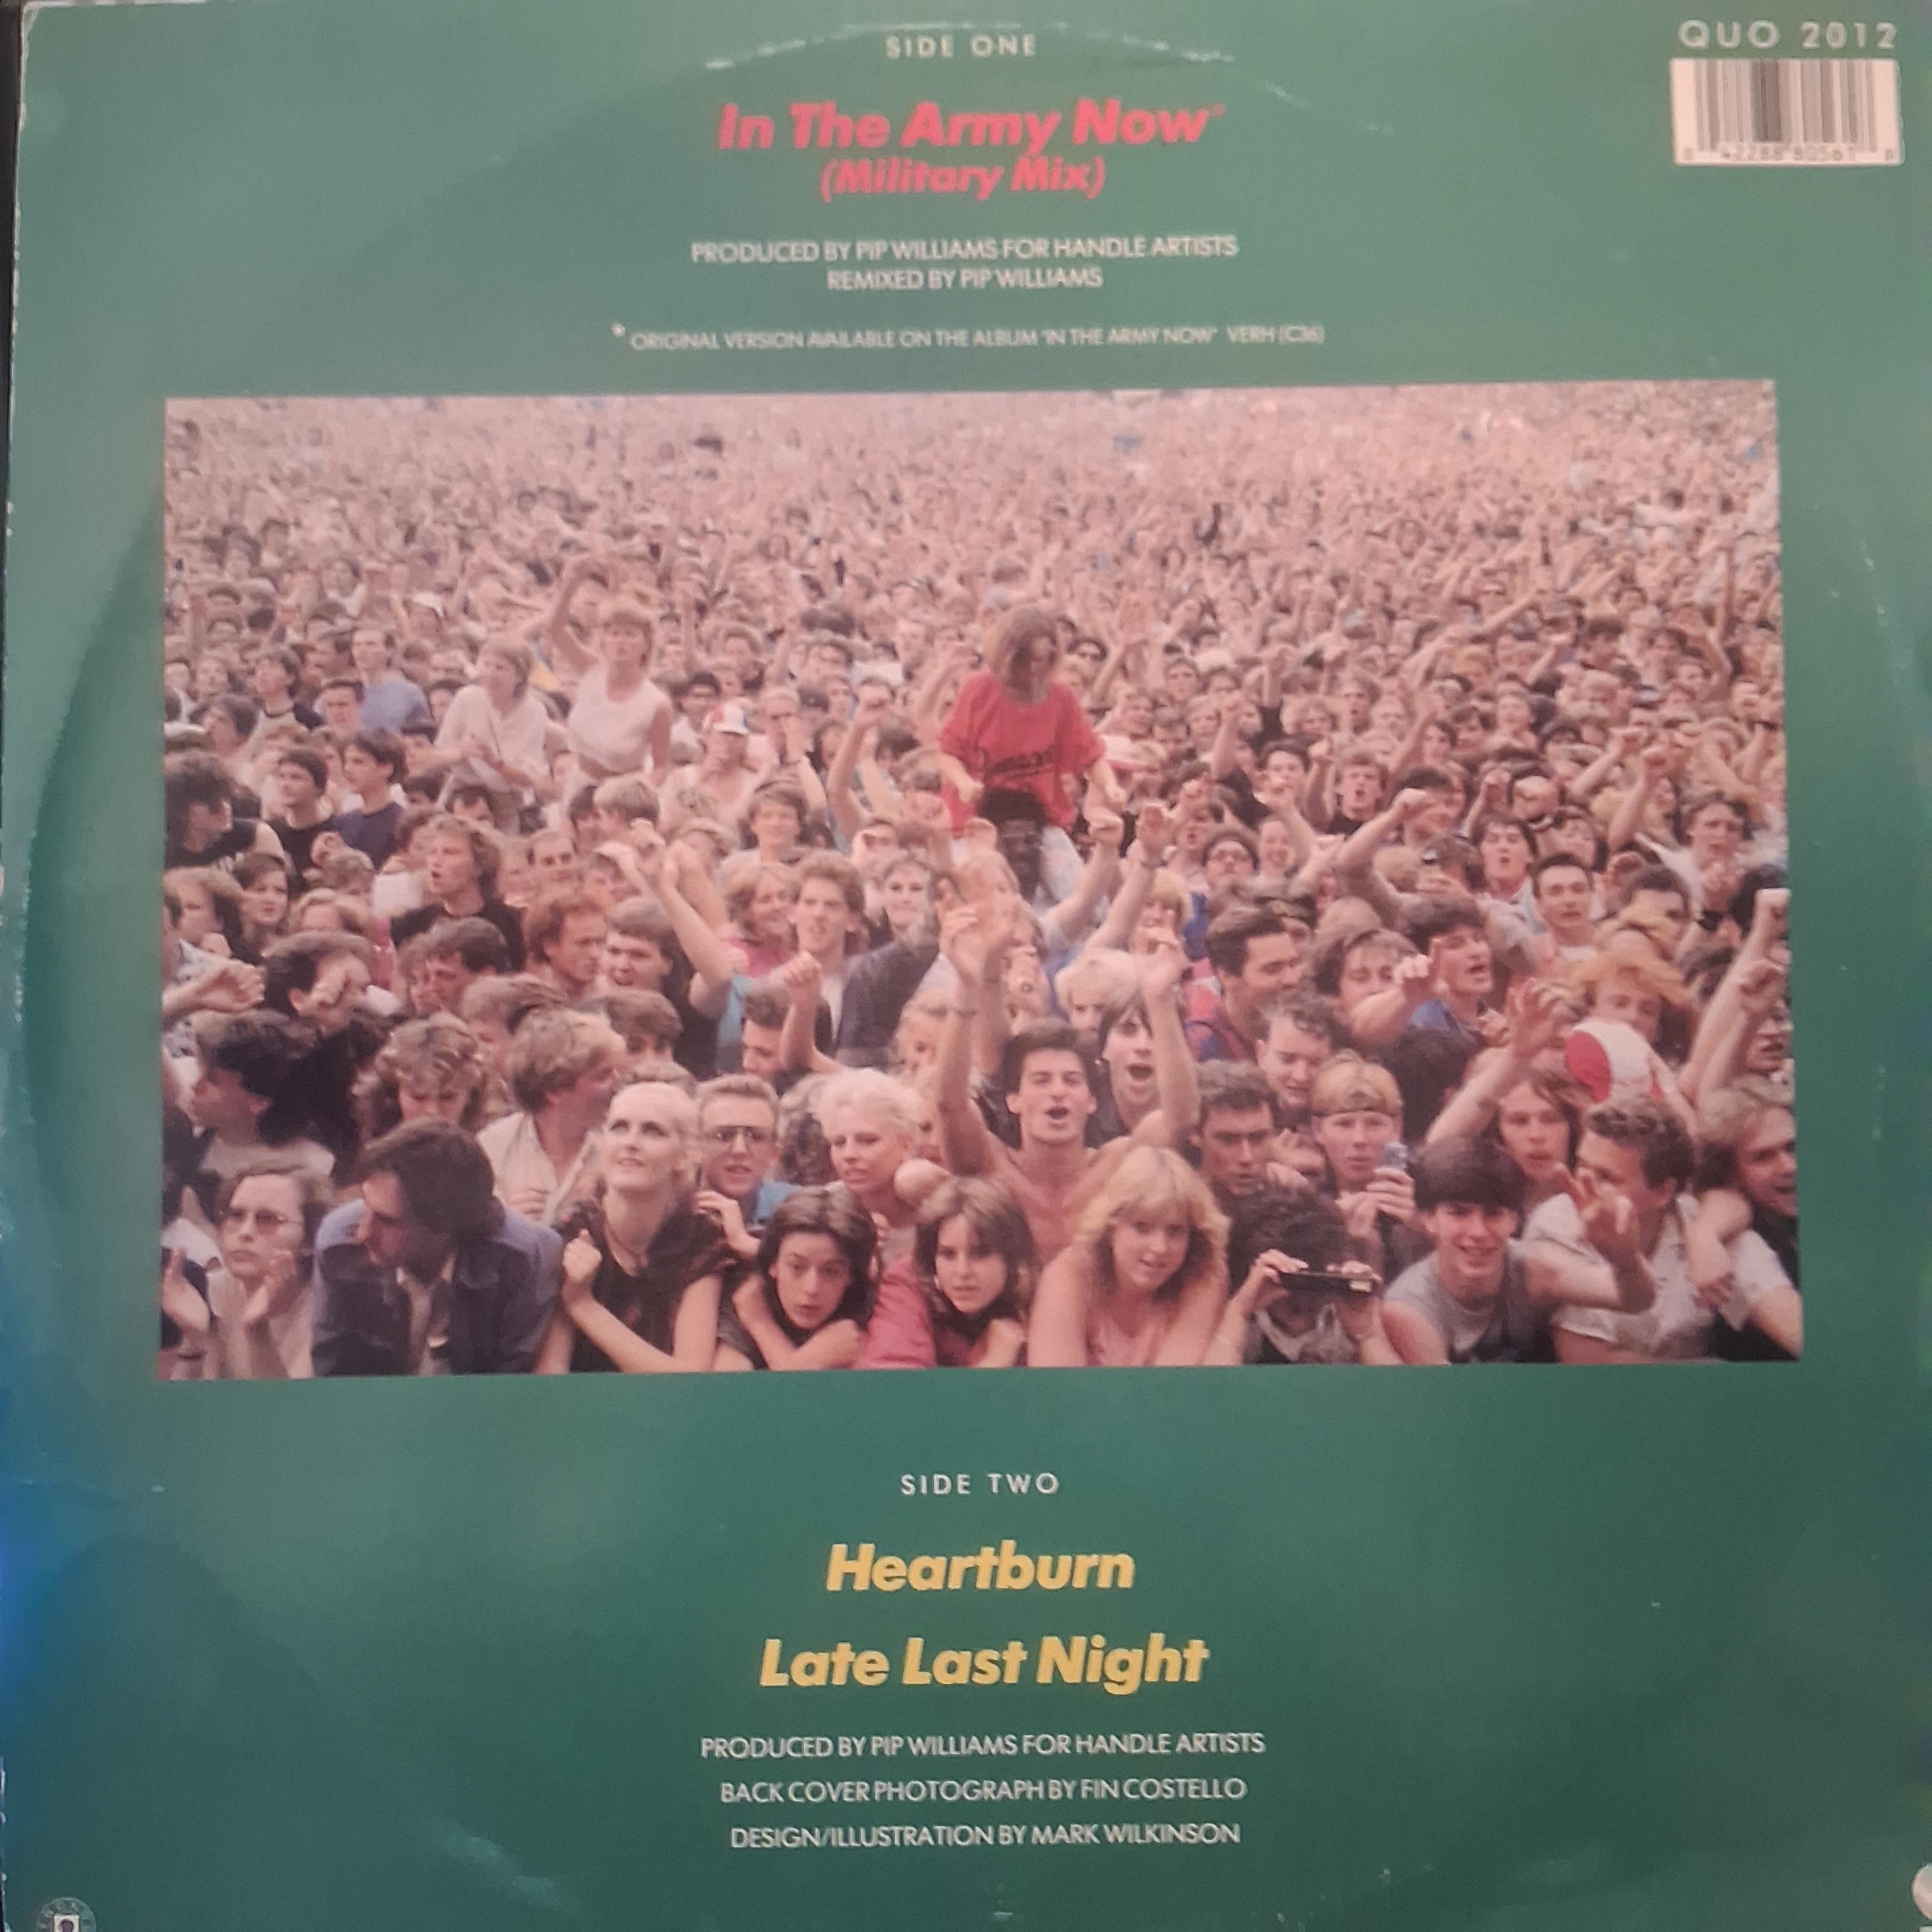 SIDE ONE
QUO 2012
In The Army Now*
(Military Mix)
PRODUCED BY PIP WILLIAMS FOR HANDLE ARTISTS
REMIXED BY PIP WILLIAMS
* ORIGINAL VERSION AVAILABLE ON THE ALBUM 'IN THE ARMY NOW' VERH (C36)
SIDE TWO
Heartburn
Late Last Night
PRODUCED BY PIP WILLIAMS FOR HANDLE ARTISTS
BACK COVER PHOTOGRAPH BY FIN COSTELLO
DESIGN/ILLUSTRATION BY MARK WILKINSON